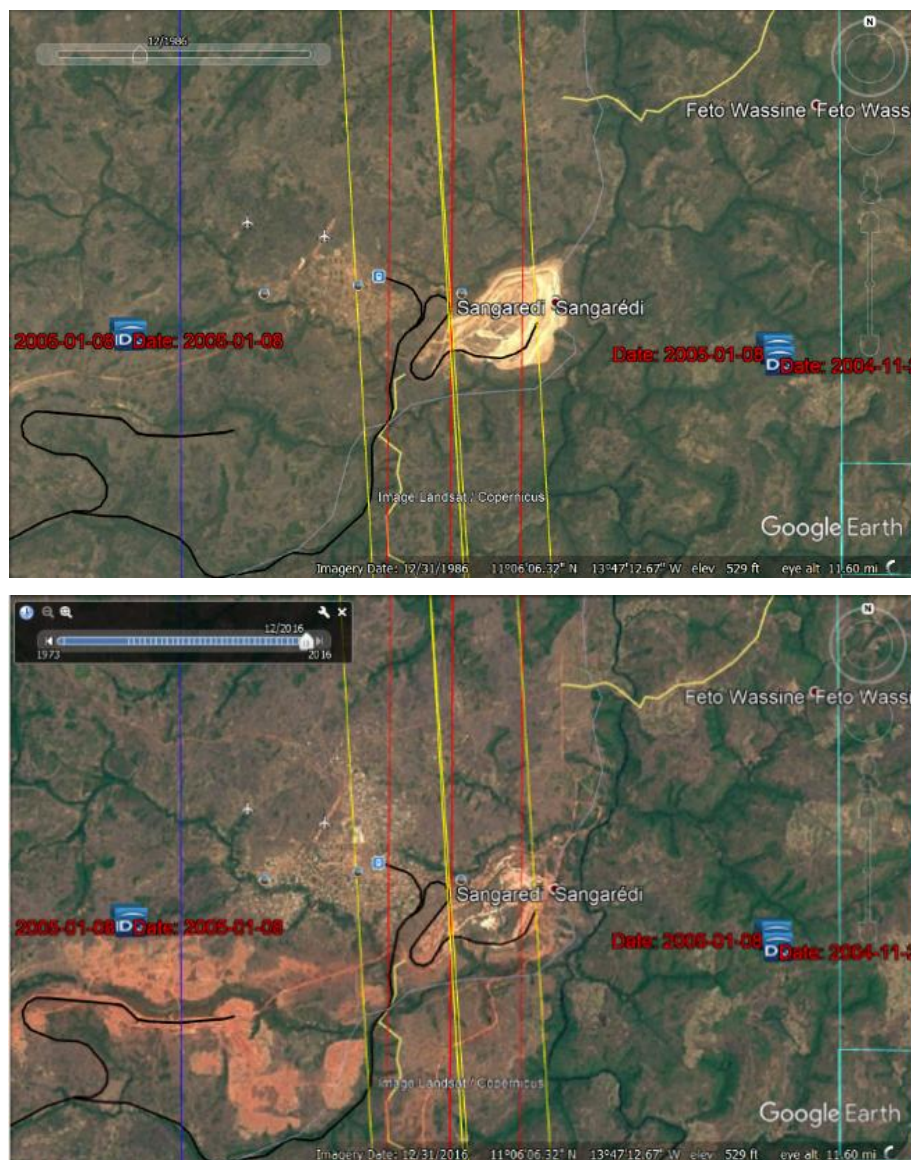 12/1986
N
Feto Wassine Feto Wass
Sangaredi Sangarédi
2005-01-08 Date: 2005-01-08
Date: 2005-01-08
Date: 2004-11-
Image Landsat / Copernicus
Google Earth
Imagery Date: 12/31/1986 11°06'06.32" N 13°47'12.67" W elev 529 ft eye alt 11.60 mi
12/2016
1973 2016
N
Feto Wassine Feto Wassi
Sangaredi Sangarédi
2005-01-08 Date: 2005-01-08
Date: 2005-01-08
Date: 2004-11-
Image Landsat / Copernicus
Google Earth
Imagery Date: 12/31/2016 11°06'06.32" N 13°47'12.67" W elev 529 ft eye alt 11.60 mi